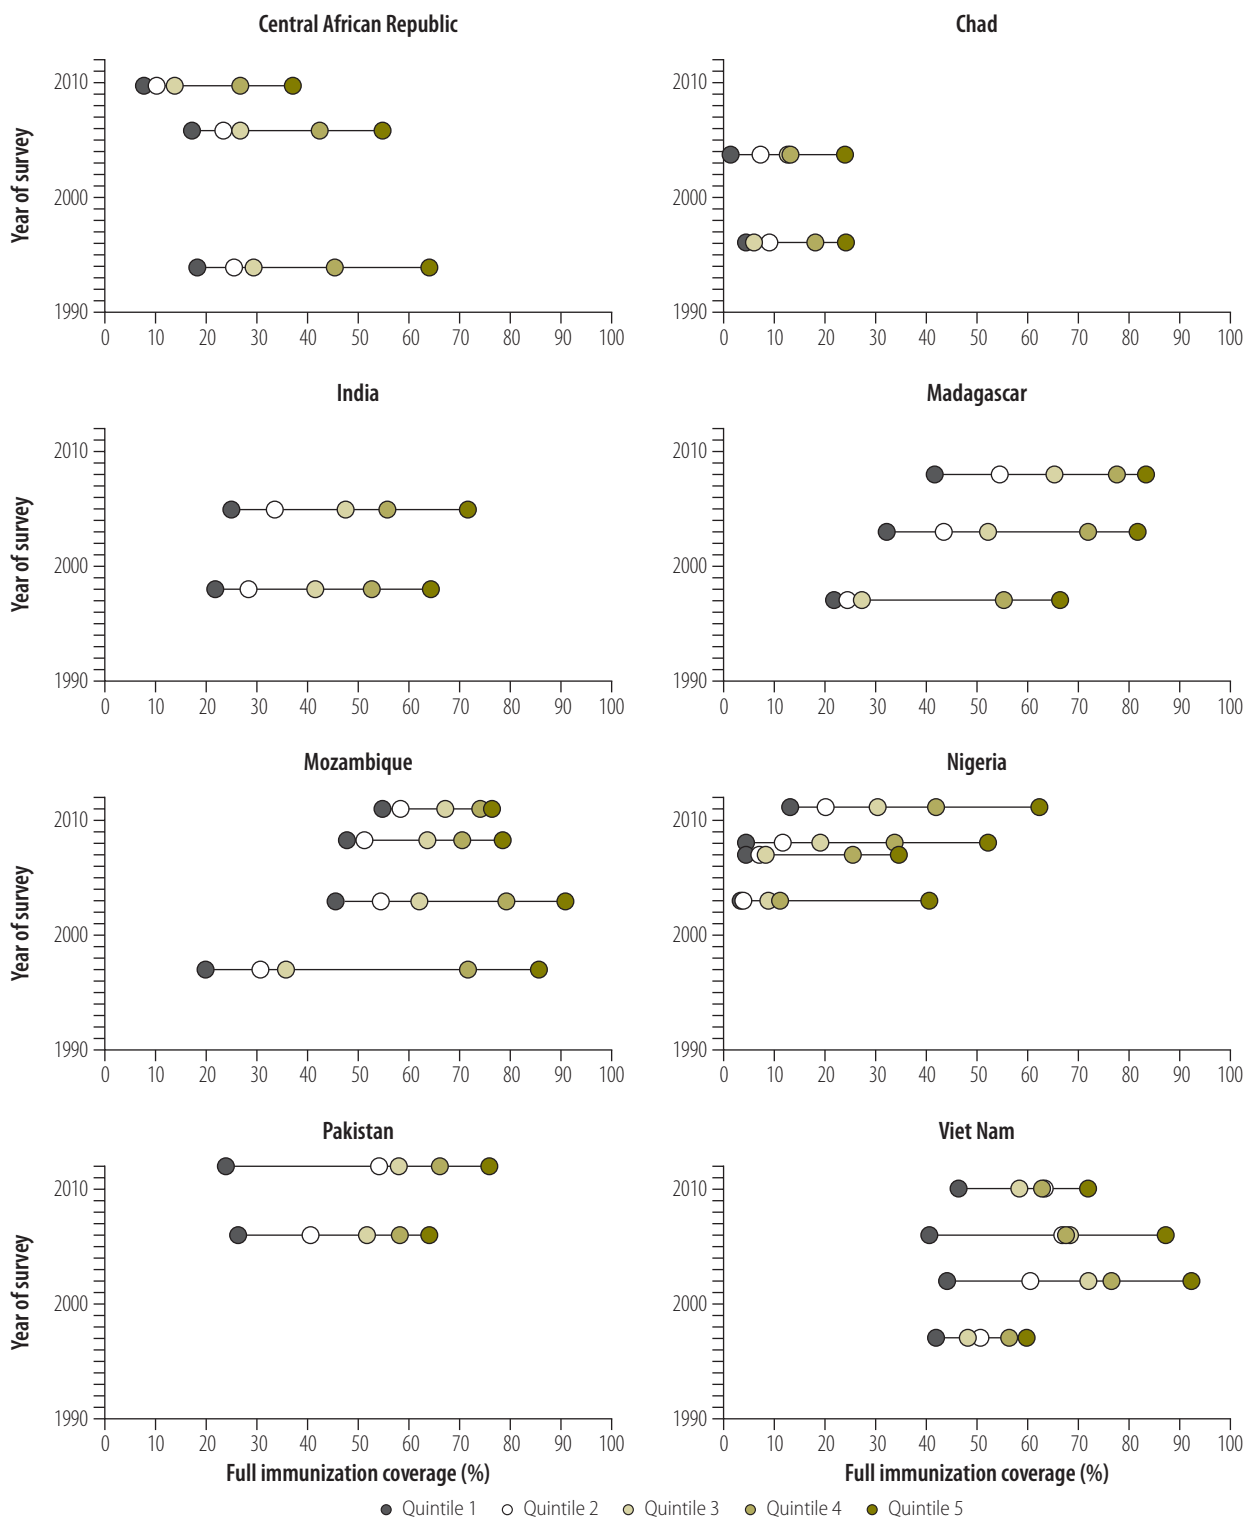 Central African Republic
Chad
Year of survey
2010
2000
1990
0 10 20 30 40 50 60 70 80 90 100
2010
2000
1990
0 10 20 30 40 50 60 70 80 90 100
India
Madagascar
Year of survey
2010
2000
1990
0 10 20 30 40 50 60 70 80 90 100
2010
2000
1990
0 10 20 30 40 50 60 70 80 90 100
Mozambique
Nigeria
Year of survey
2010
2000
1990
0 10 20 30 40 50 60 70 80 90 100
2010
2000
1990
0 10 20 30 40 50 60 70 80 90 100
Pakistan
Viet Nam
Year of survey
2010
2000
1990
0 10 20 30 40 50 60 70 80 90 100
Full immunization coverage (%)
2010
2000
1990
0 10 20 30 40 50 60 70 80 90 100
Full immunization coverage (%)
Quintile 1 Quintile 2 Quintile 3 Quintile 4 Quintile 5